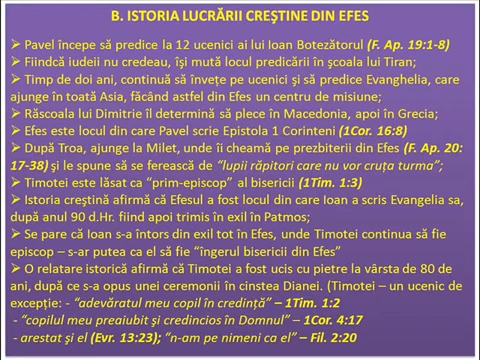 B. ISTORIA LUCRĂRII CREŞTINE DIN EFES
➢ Pavel începe să predice la 12 ucenici ai lui Ioan Botezătorul (F. Ap. 19:1-8)
➢ Fiindcă iudeii nu credeau, îşi mută locul predicării în şcoala lui Tiran;
➢ Timp de doi ani, continuă să înveţe pe ucenici şi să predice Evanghelia, care
ajunge în toată Asia, făcând astfel din Efes un centru de misiune;
➢ Răscoala lui Dimitrie îl determină să plece în Macedonia, apoi în Grecia;
➢ Efes este locul din care Pavel scrie Epistola 1 Corinteni (1Cor. 16:8)
➢ După Troa, ajunge la Milet, unde îi cheamă pe prezbiterii din Efes (F. Ap. 20:
17-38) şi le spune să se ferească de “lupii răpitori care nu vor cruţa turma”;
➢ Timotei este lăsat ca “prim-episcop” al bisericii (1Tim. 1:3)
➢ Istoria creştină afirmă că Efesul a fost locul din care Ioan a scris Evanghelia sa,
după anul 90 d.Hr. fiind apoi trimis în exil în Patmos;
➢ Se pare că Ioan s-a întors din exil tot în Efes, unde Timotei continua să fie
episcop – s-ar putea ca el să fie “îngerul bisericii din Efes”
➢ O relatare istorică afirmă că Timotei a fost ucis cu pietre la vârsta de 80 de
ani, după ce s-a opus unei ceremonii în cinstea Dianei. (Timotei – un ucenic de
excepţie: - “adevăratul meu copil în credinţă” – 1Tim. 1:2
- “copilul meu preaiubit şi credincios în Domnul” – 1Cor. 4:17
- arestat şi el (Evr. 13:23); “n-am pe nimeni ca el” – Fil. 2:20